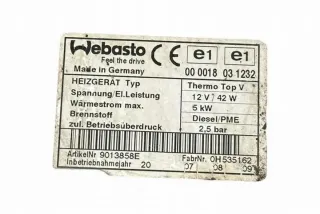 Webasto
Feel the drive
Made in Germany
CE e1 e1
00 0018 03 1232
HEIZGERÄT Typ Thermo Top V
Spannung/El.Leistung 12 V / 42 W
Wärmestrom max. 5 kW
Brennstoff Diesel/PME
zul. Betriebsüberdruck 2,5 bar
ArtikelNr 9013858E FabrNr. 0H535162
Inbetriebnahmejahr 20 07 08 09